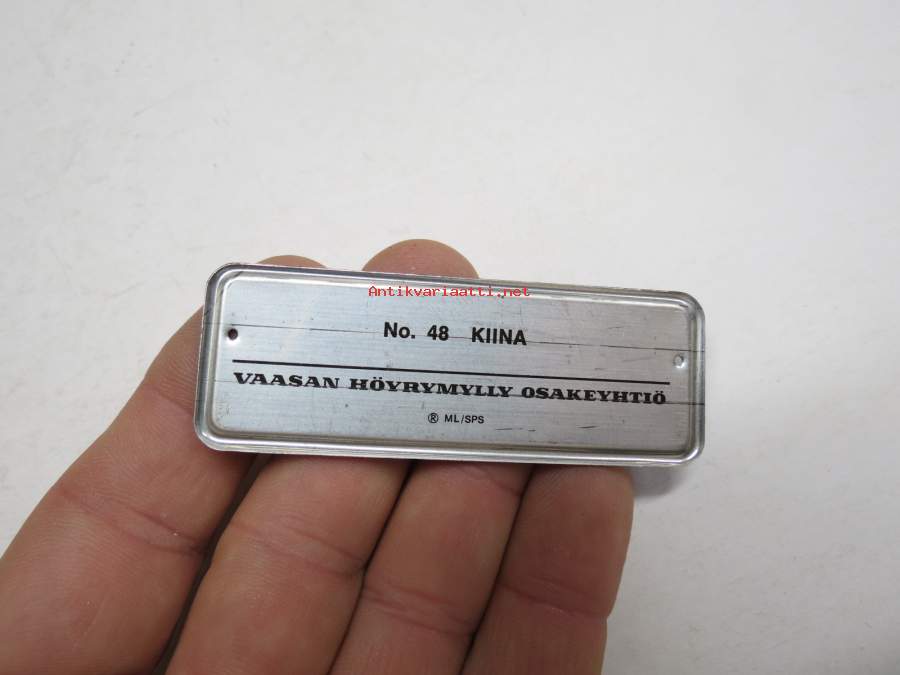 Antikvariaatti.net
No. 48 KIINA
VAASAN HÖYRYMYLLY OSAKEYHTIÖ
® ML/SPS